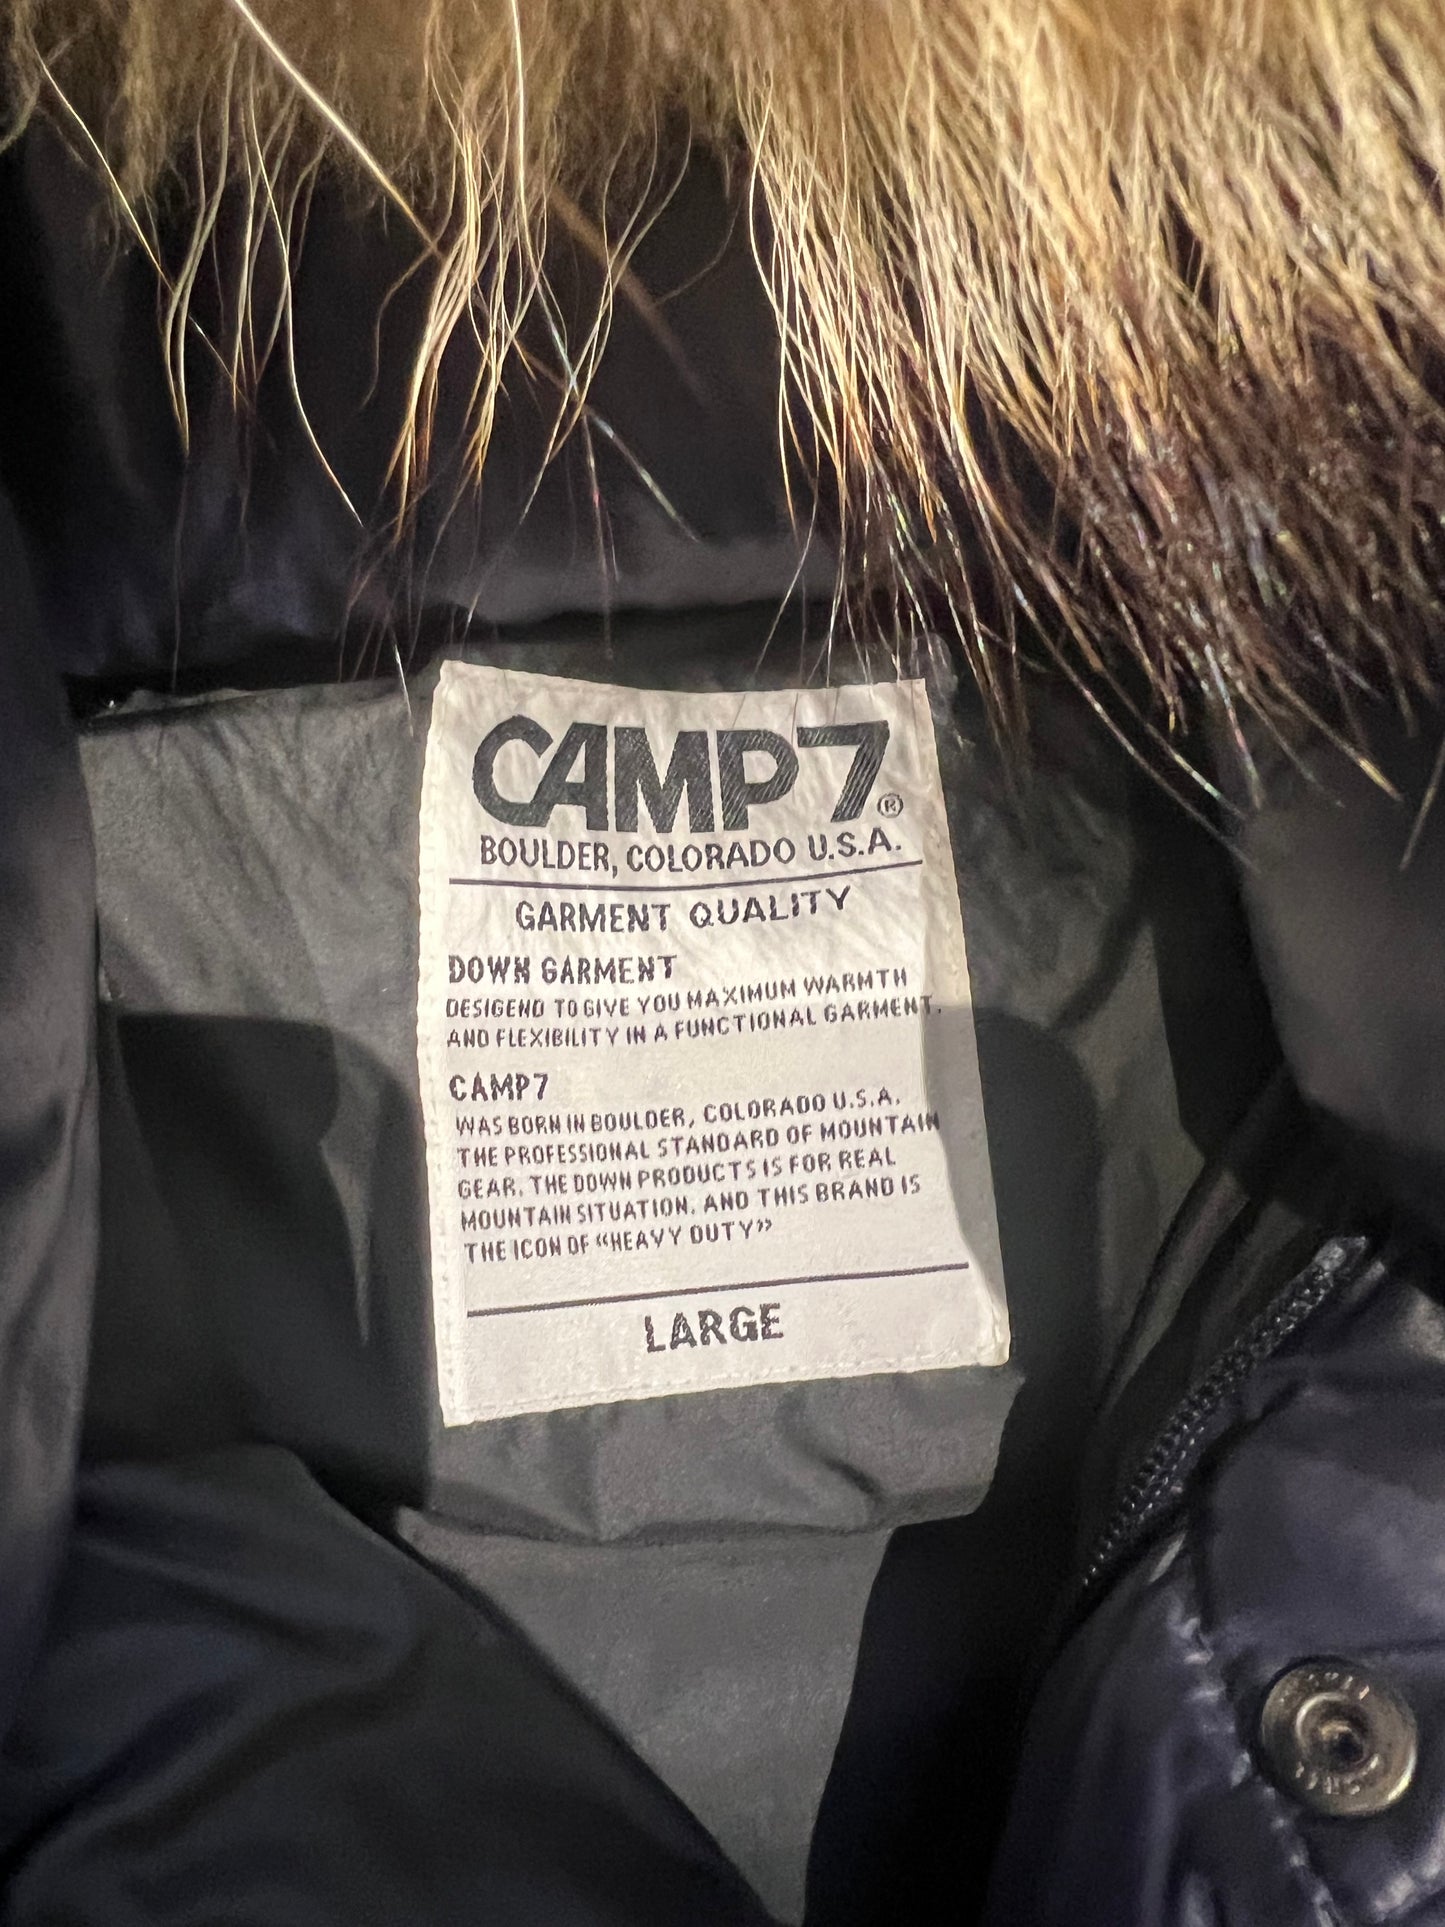 CAMP7®
BOULDER, COLORADO U.S.A.
GARMENT QUALITY
DOWN GARMENT
DESIGEND TO GIVE YOU MAXIMUM WARMTH
AND FLEXIBILITY IN A FUNCTIONAL GARMENT.
CAMP7
WAS BORN IN BOULDER, COLORADO U.S.A.
THE PROFESSIONAL STANDARD OF MOUNTAIN
GEAR. THE DOWN PRODUCTS IS FOR REAL
MOUNTAIN SITUATION. AND THIS BRAND IS
THE ICON OF “HEAVY DUTY”
LARGE